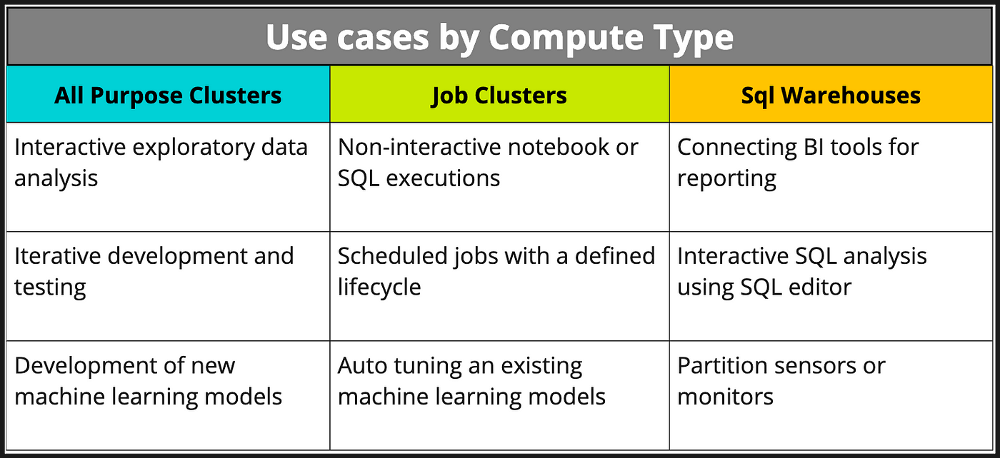 Use cases by Compute Type
All Purpose Clusters
Job Clusters
Sql Warehouses
Interactive exploratory data
analysis
Non-interactive notebook or
SQL executions
Connecting BI tools for
reporting
Iterative development and
testing
Scheduled jobs with a defined
lifecycle
Interactive SQL analysis
using SQL editor
Development of new
machine learning models
Auto tuning an existing
machine learning models
Partition sensors or
monitors